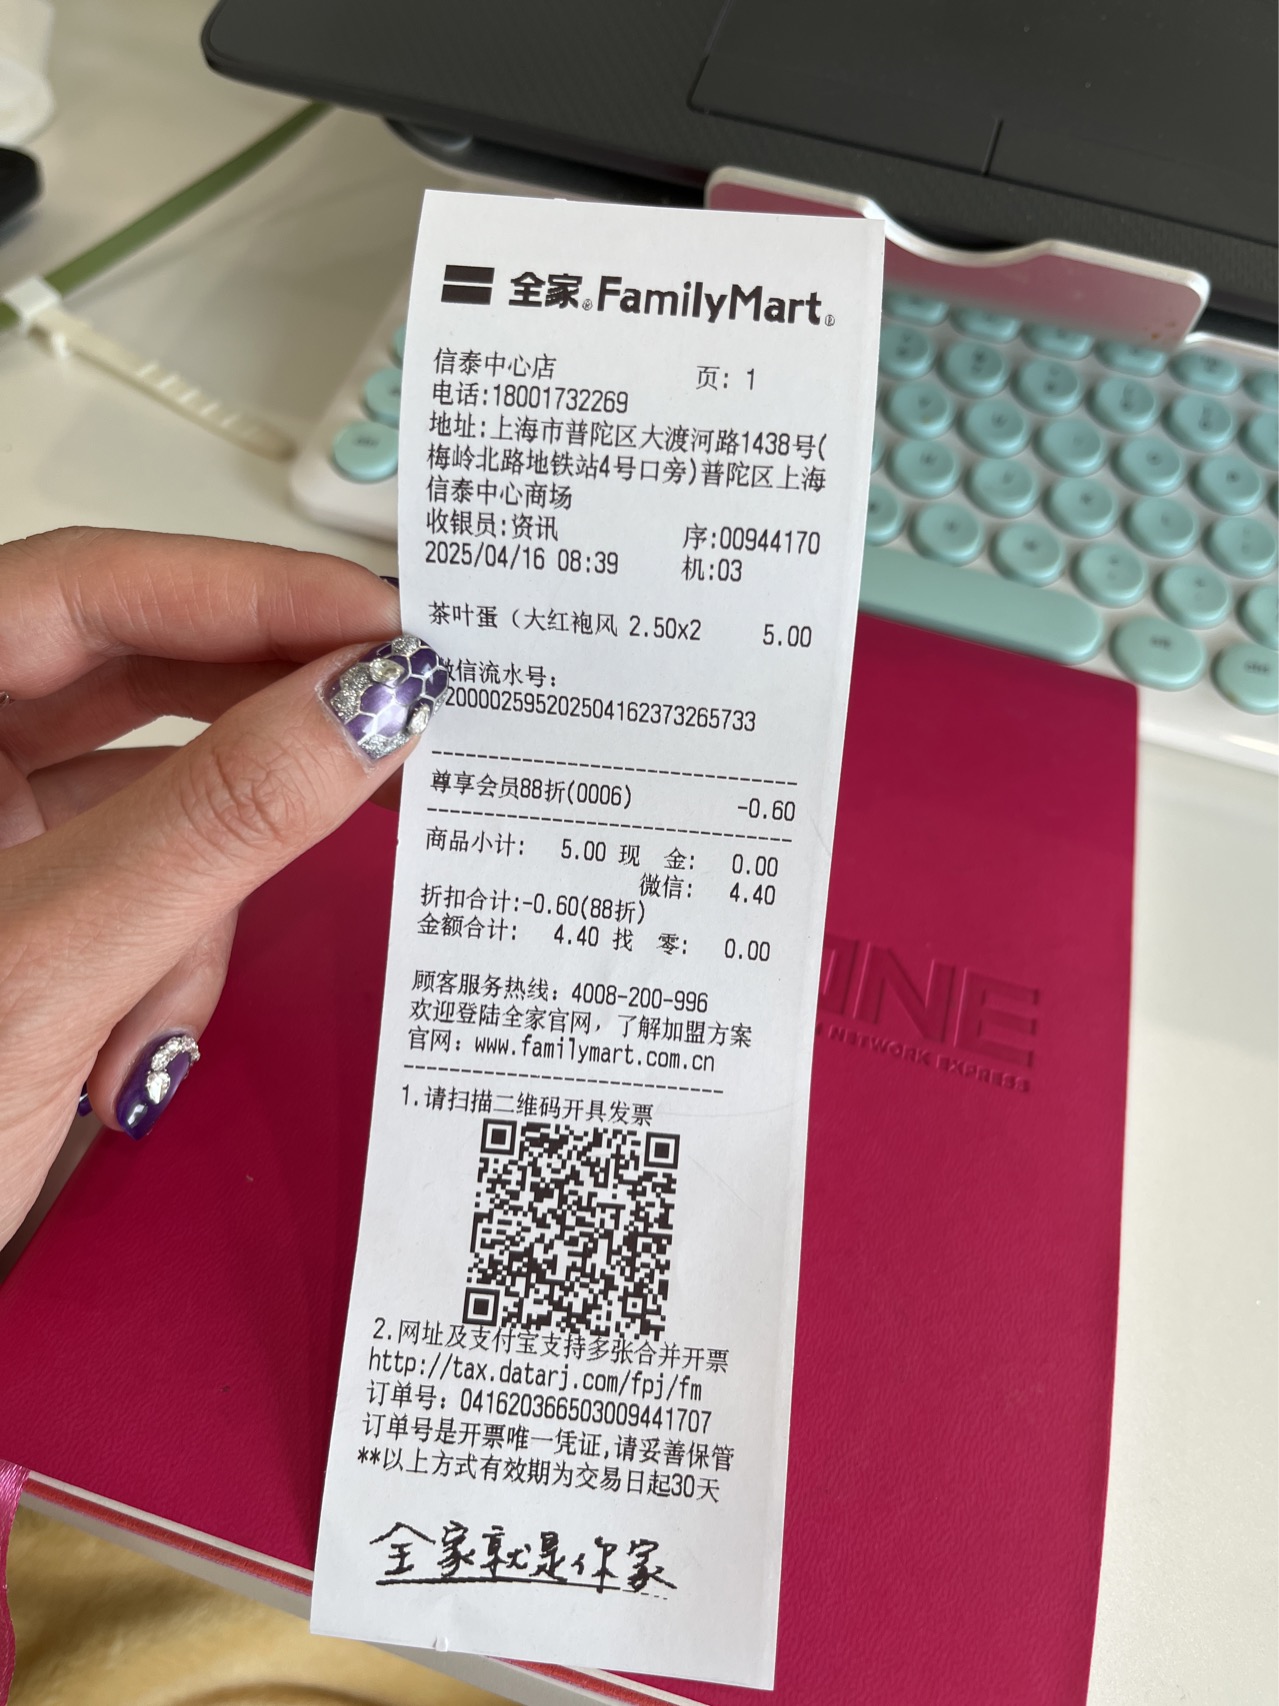 全家® FamilyMart®
信泰中心店 页: 1
电话:18001732269
地址:上海市普陀区大渡河路1438号(
梅岭北路地铁站4号口旁)普陀区上海
信泰中心商场
收银员:资讯 序:00944170
2025/04/16 08:39 机:03
茶叶蛋（大红袍风 2.50x2 5.00
微信流水号:
200002595202504162373265733
尊享会员88折(0006) -0.60
商品小计: 5.00 现 金: 0.00
微信: 4.40
折扣合计:-0.60(88折)
金额合计: 4.40 找 零: 0.00
顾客服务热线: 4008-200-996
欢迎登陆全家官网，了解加盟方案
官网: www.familymart.com.cn
1.请扫描二维码开具发票
2.网址及支付宝支持多张合并开票
http://tax.datarj.com/fpj/fm
订单号: 041620366503009441707
订单号是开票唯一凭证,请妥善保管
**以上方式有效期为交易日起30天
全家就是你家
NETWORK EXPRESS